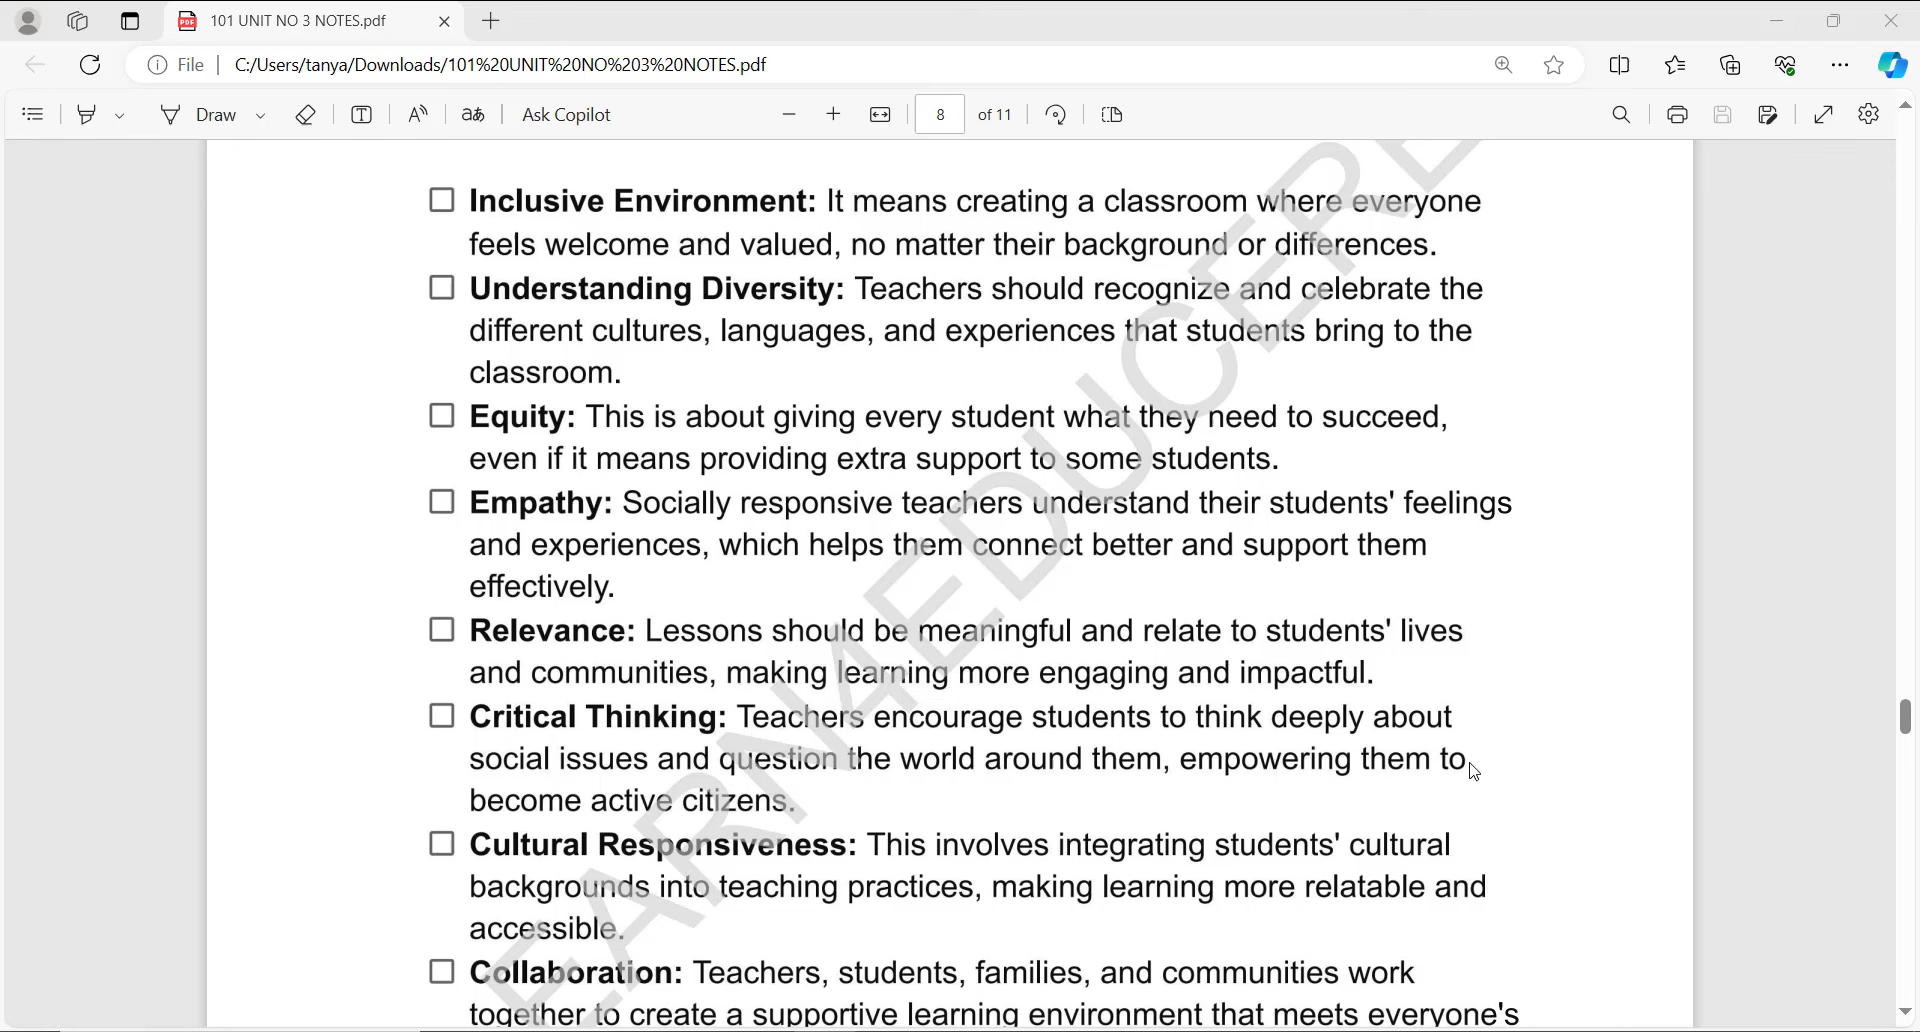 101 UNIT NO 3 NOTES.pdf
File C:/Users/tanya/Downloads/101%20UNIT%20NO%203%20NOTES.pdf
Draw Ask Copilot 8 of 11
Inclusive Environment: It means creating a classroom where everyone
feels welcome and valued, no matter their background or differences.
Understanding Diversity: Teachers should recognize and celebrate the
different cultures, languages, and experiences that students bring to the
classroom.
Equity: This is about giving every student what they need to succeed,
even if it means providing extra support to some students.
Empathy: Socially responsive teachers understand their students' feelings
and experiences, which helps them connect better and support them
effectively.
Relevance: Lessons should be meaningful and relate to students' lives
and communities, making learning more engaging and impactful.
Critical Thinking: Teachers encourage students to think deeply about
social issues and question the world around them, empowering them to
become active citizens.
Cultural Responsiveness: This involves integrating students' cultural
backgrounds into teaching practices, making learning more relatable and
accessible.
Collaboration: Teachers, students, families, and communities work
together to create a supportive learning environment that meets everyone's
EARN4EDUCERE